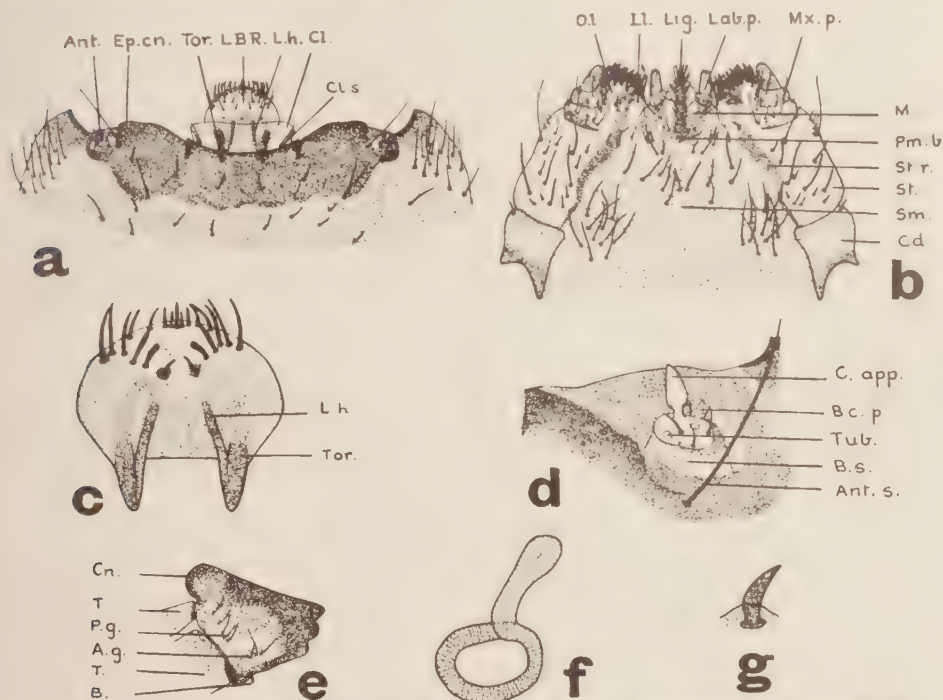 Ant. Ep.cn. Tor. LBR. L.h. Cl.
Cl s
a
O.l Ll. Lig. Lab.p. Mx. p.
M
Pm. b
St r.
St.
Sm.
Cd
b
L h
Tor.
c
C. app.
Bc. p
Tub.
B.s.
Ant. s.
d
Cn.
T
P.g.
A.g
T.
B.
e
f
g